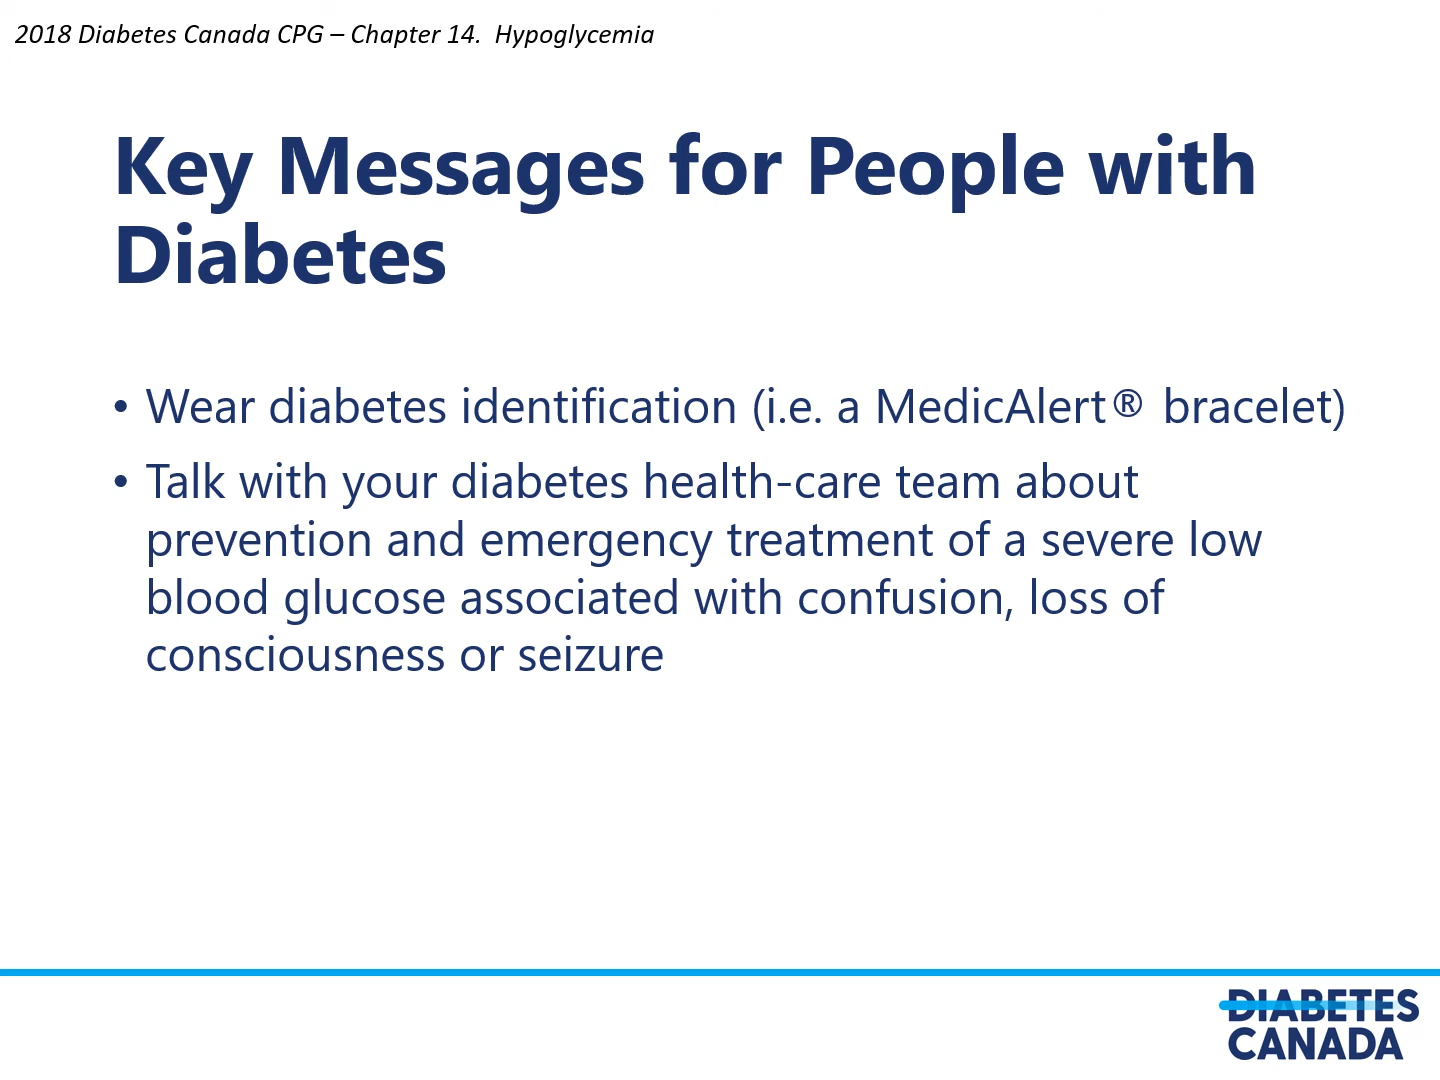 2018 Diabetes Canada CPG – Chapter 14.  Hypoglycemia
Key Messages for People with
Diabetes
• Wear diabetes identification (i.e. a MedicAlert® bracelet)
• Talk with your diabetes health-care team about
prevention and emergency treatment of a severe low
blood glucose associated with confusion, loss of
consciousness or seizure
DIABETES
CANADA